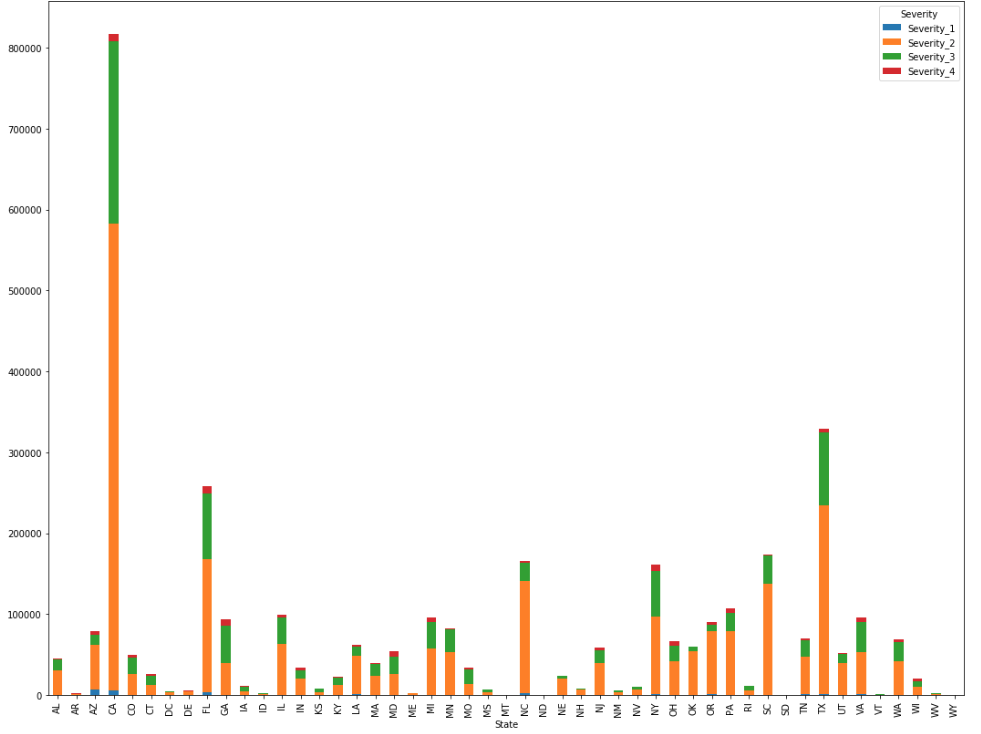 Severity
Severity_1
Severity_2
Severity_3
Severity_4
800000
700000
600000
500000
400000
300000
200000
100000
0
AL AR AZ CA CO CT DC DE FL GA IA ID IL IN KS KY LA MA MD ME MI MN MO MS MT NC ND NE NH NJ NM NV NY OH OK OR PA RI SC SD TN TX UT VA VT WA WI WV WY
State